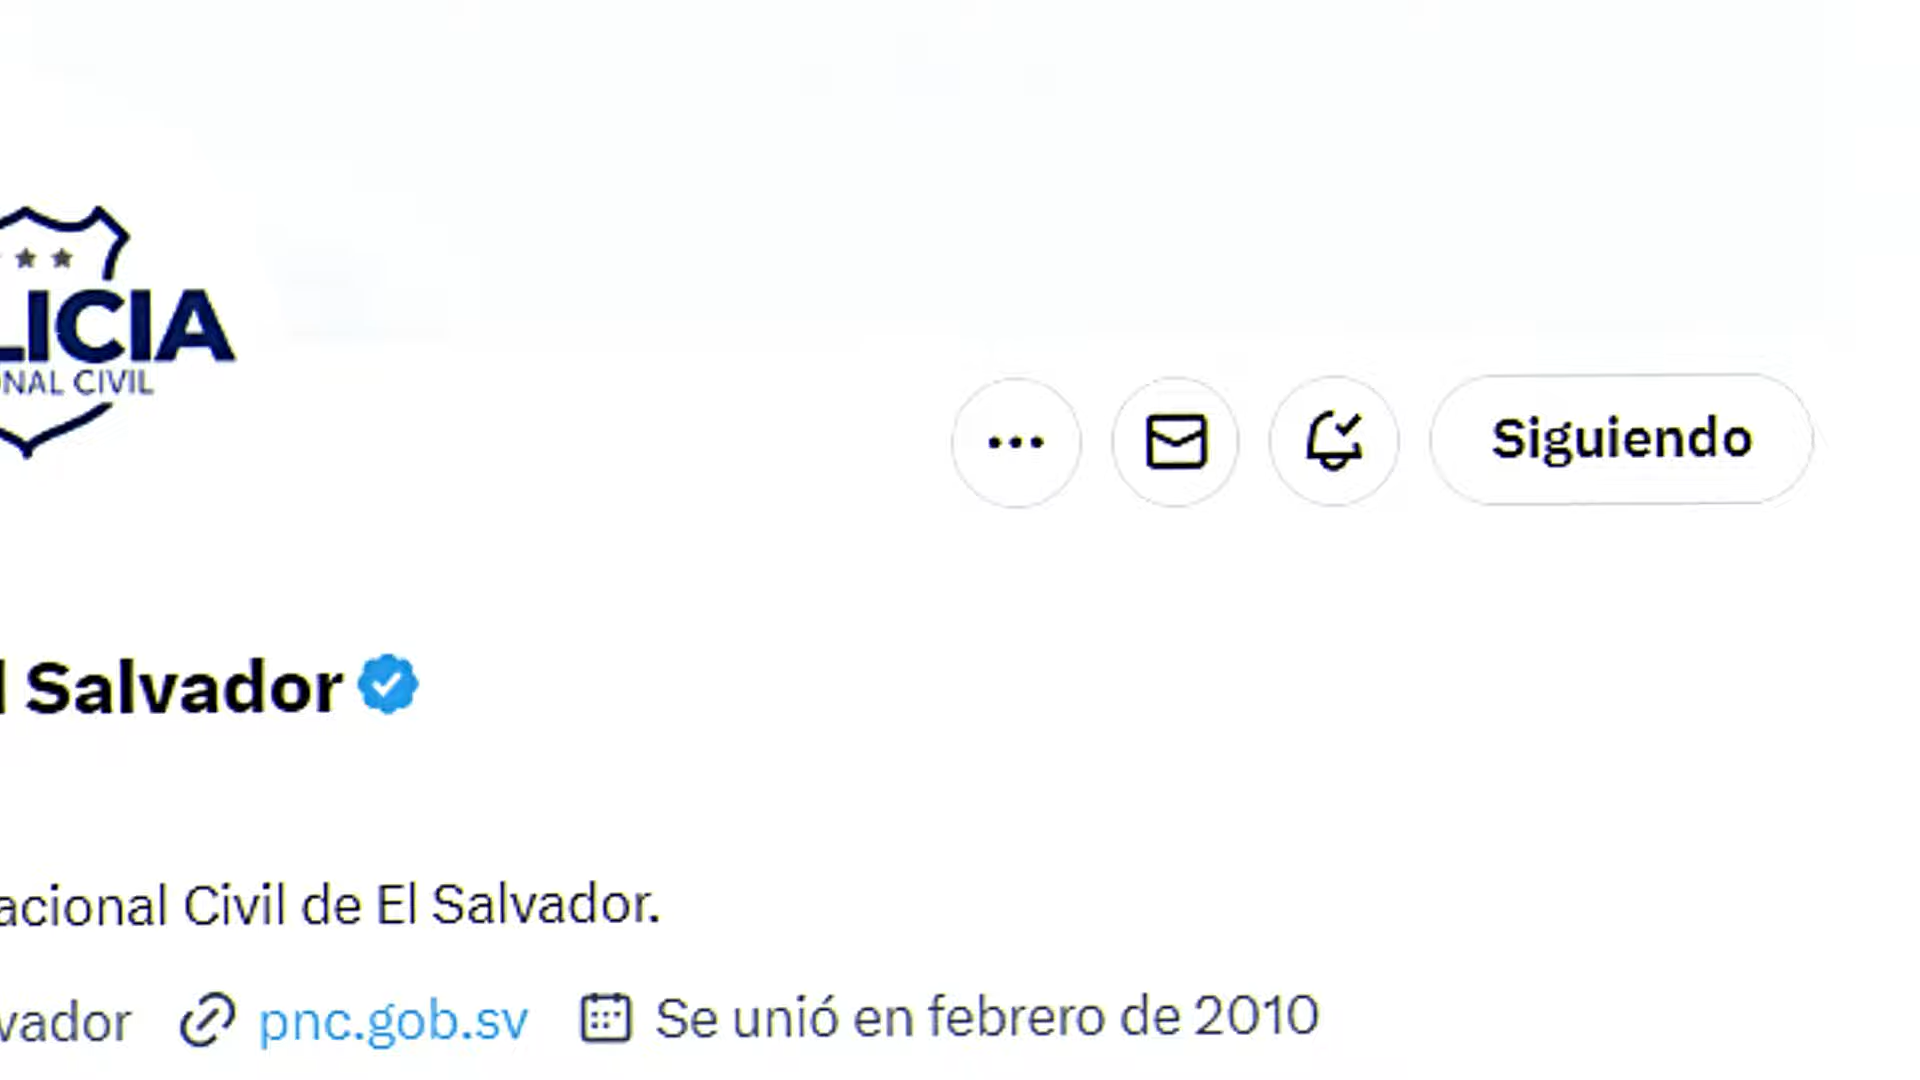 LICIA
NAL CIVIL
Siguiendo
Salvador
acional Civil de El Salvador.
vador pnc.gob.sv Se unió en febrero de 2010